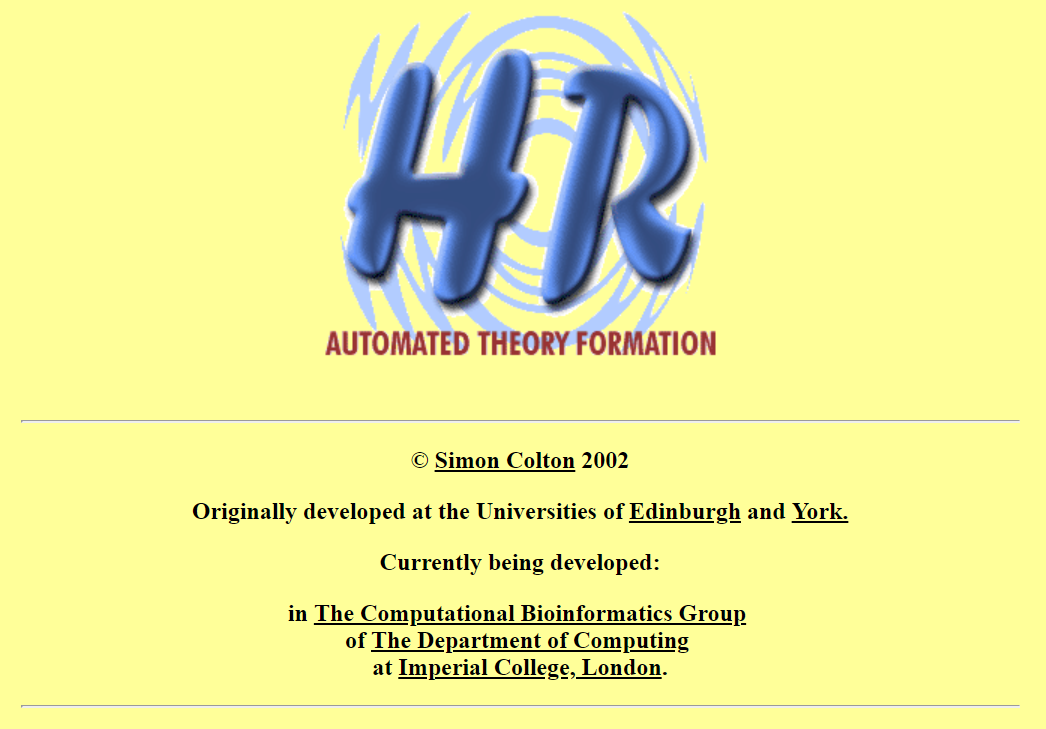 HR
AUTOMATED THEORY FORMATION
© Simon Colton 2002
Originally developed at the Universities of Edinburgh and York.
Currently being developed:
in The Computational Bioinformatics Group
of The Department of Computing
at Imperial College, London.